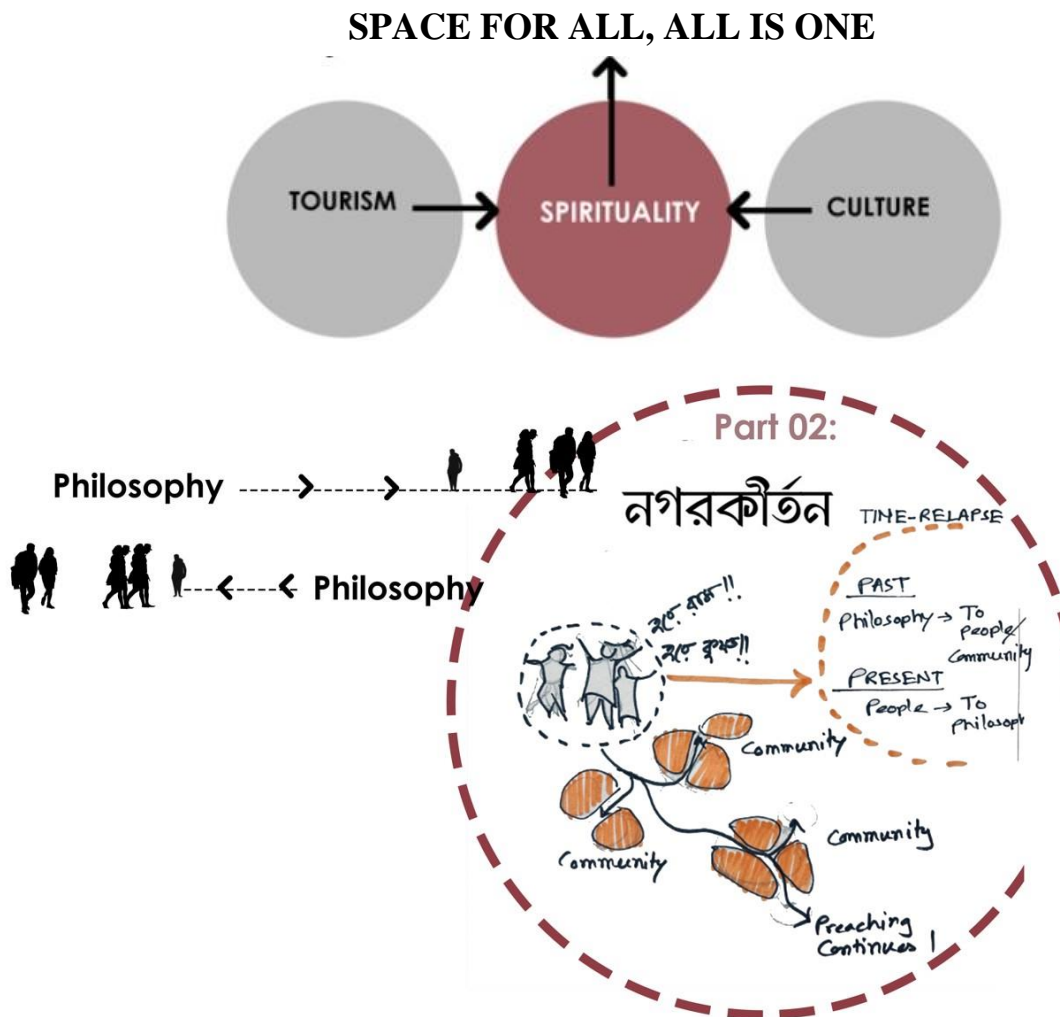 SPACE FOR ALL, ALL IS ONE
TOURISM
SPIRITUALITY
CULTURE
Part 02:
Philosophy
নগরকীর্তন
TIME-RELAPSE
Philosophy
PAST
Philosophy → To
People/
Community
হরে রাম!!
হরে কৃষ্ণ!!
PRESENT
People → To
Philosoph
Community
Community
Community
Preaching
Continues !